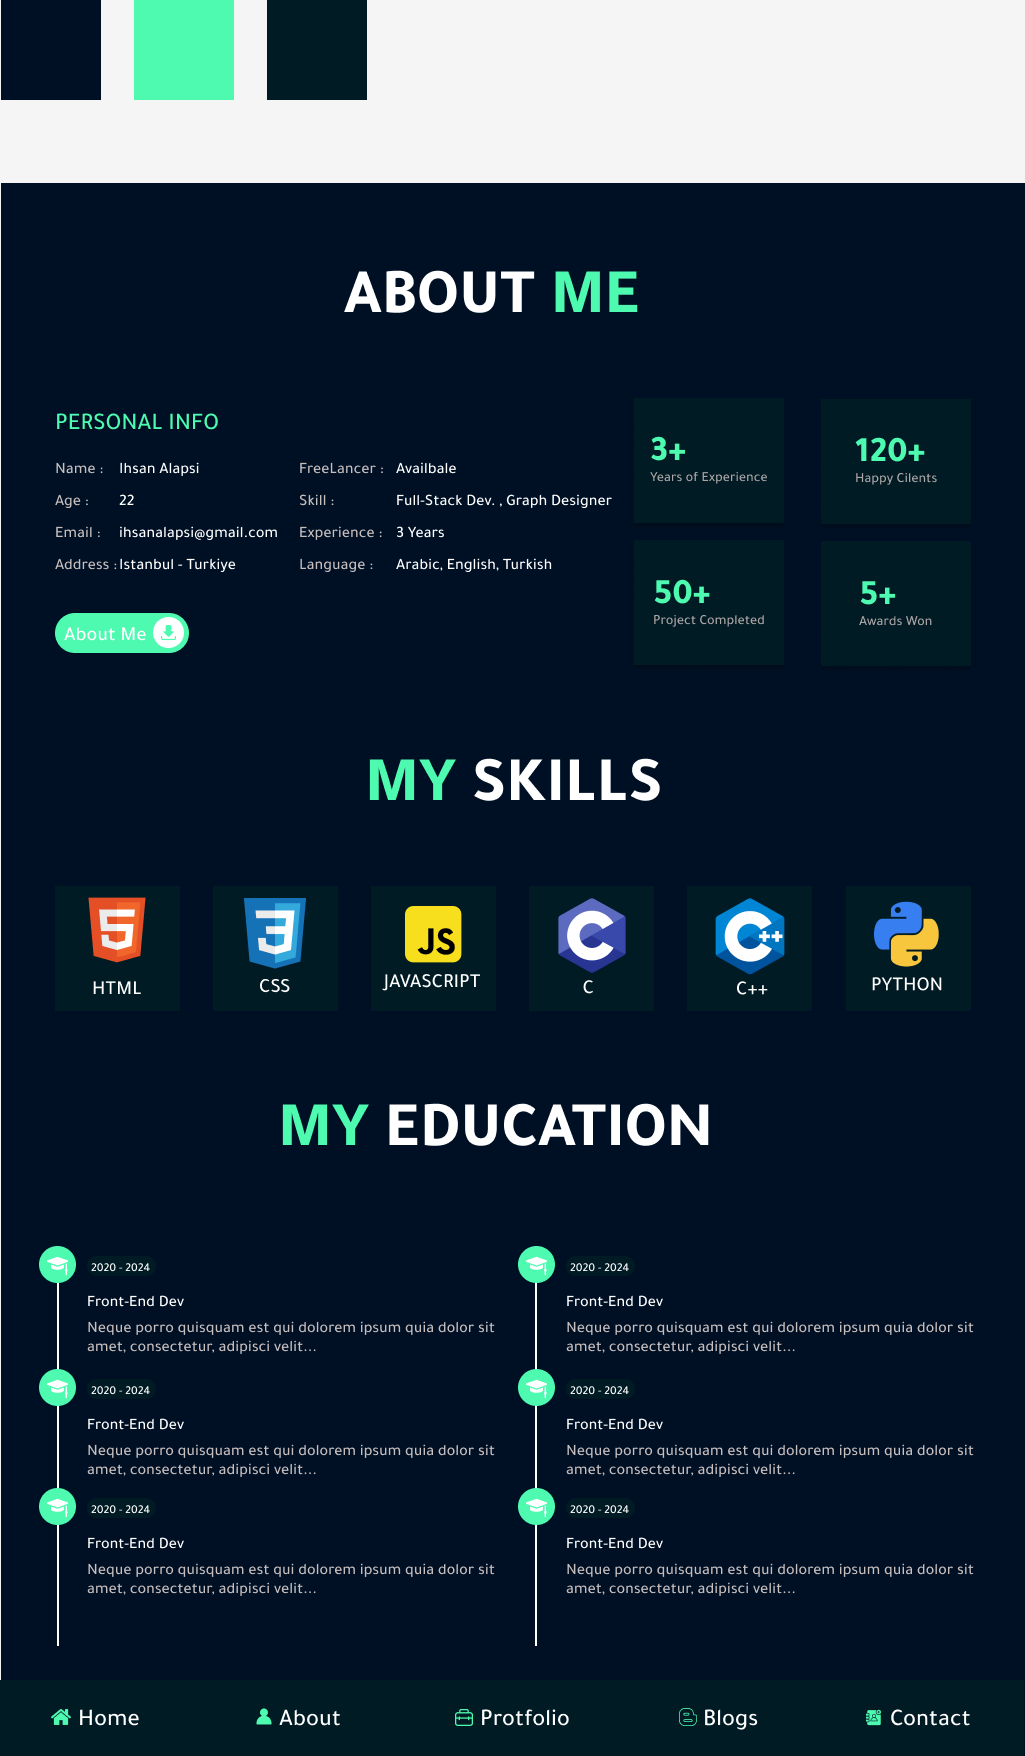 ABOUT ME
PERSONAL INFO
Name : Ihsan Alapsi
Age : 22
Email : ihsanalapsi@gmail.com
Address : Istanbul - Turkiye
FreeLancer : Availbale
Skill : Full-Stack Dev. , Graph Designer
Experience : 3 Years
Language : Arabic, English, Turkish
About Me
3+
Years of Experience
120+
Happy Cilents
50+
Project Completed
5+
Awards Won
MY SKILLS
5
HTML
3
CSS
JS
JAVASCRIPT
C
C
C++
C++
PYTHON
MY EDUCATION
2020 - 2024
Front-End Dev
Neque porro quisquam est qui dolorem ipsum quia dolor sit
amet, consectetur, adipisci velit...
2020 - 2024
Front-End Dev
Neque porro quisquam est qui dolorem ipsum quia dolor sit
amet, consectetur, adipisci velit...
2020 - 2024
Front-End Dev
Neque porro quisquam est qui dolorem ipsum quia dolor sit
amet, consectetur, adipisci velit...
2020 - 2024
Front-End Dev
Neque porro quisquam est qui dolorem ipsum quia dolor sit
amet, consectetur, adipisci velit...
2020 - 2024
Front-End Dev
Neque porro quisquam est qui dolorem ipsum quia dolor sit
amet, consectetur, adipisci velit...
2020 - 2024
Front-End Dev
Neque porro quisquam est qui dolorem ipsum quia dolor sit
amet, consectetur, adipisci velit...
Home About Protfolio Blogs Contact